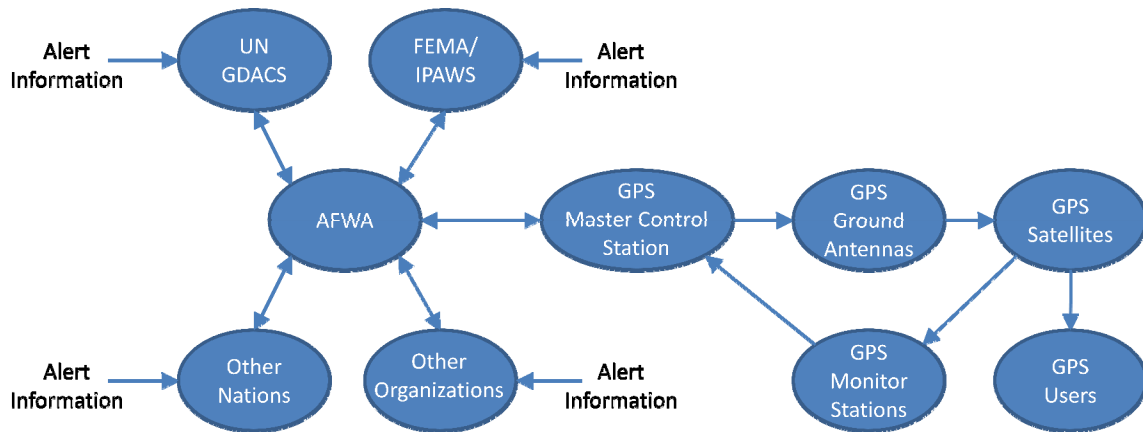 Alert
Information
UN
GDACS
FEMA/
IPAWS
Alert
Information
AFWA
GPS
Master Control
Station
GPS
Ground
Antennas
GPS
Satellites
Alert
Information
Other
Nations
Other
Organizations
Alert
Information
GPS
Monitor
Stations
GPS
Users